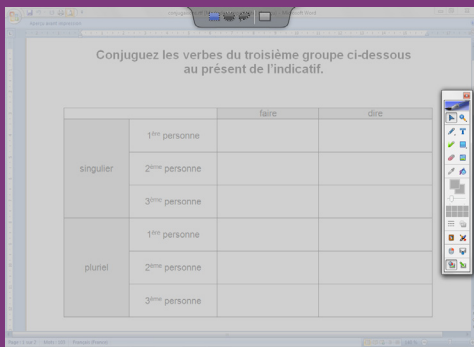 Conjuguez les verbes du troisième groupe ci-dessous
au présent de l'indicatif.
faire dire
singulier
1ère personne
2ème personne
3ème personne
pluriel
1ère personne
2ème personne
3ème personne